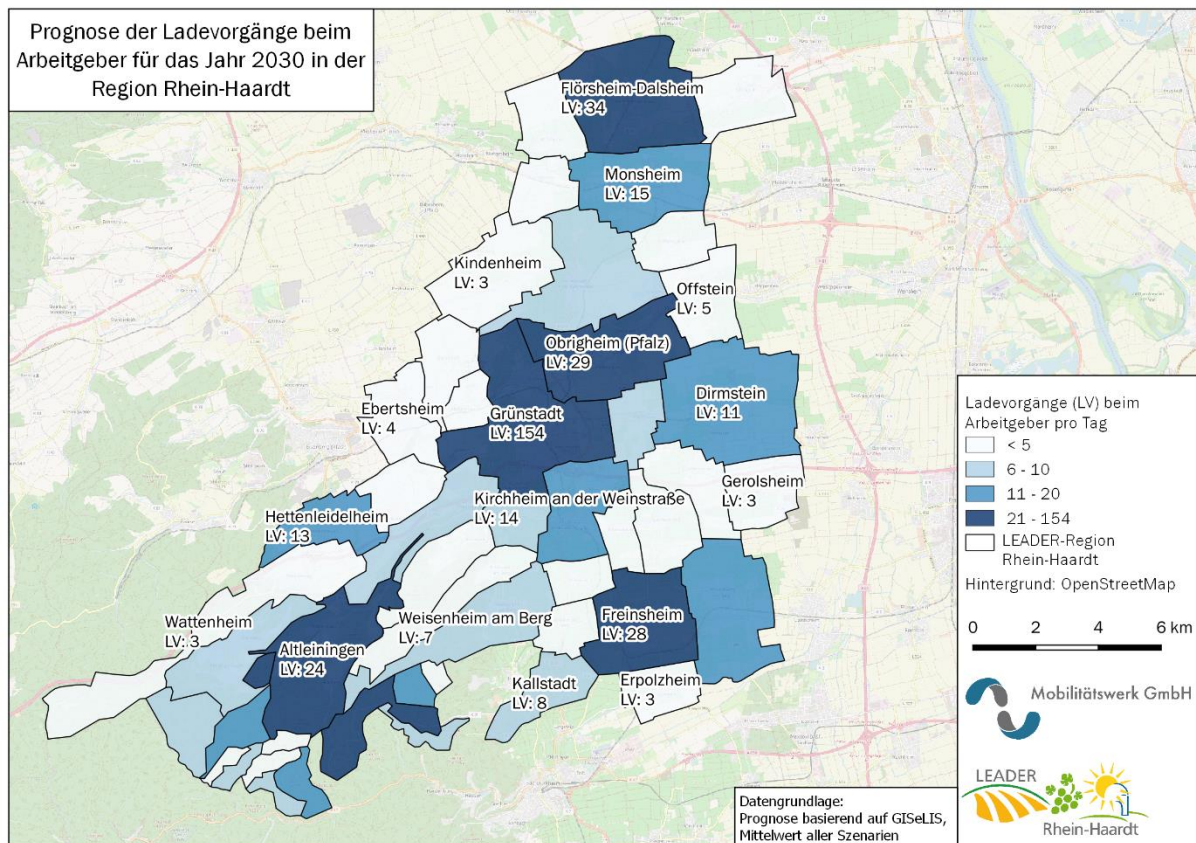 Prognose der Ladevorgänge beim
Arbeitgeber für das Jahr 2030 in der
Region Rhein-Haardt
Flörsheim-Dalsheim
LV: 34
Monsheim
LV: 15
Kindenheim
LV: 3
Offstein
LV: 5
Obrigheim (Pfalz)
LV: 29
Dirmstein
LV: 11
Ebertsheim
LV: 4
Grünstadt
LV: 154
Gerolsheim
LV: 3
Kirchheim an der Weinstraße
LV: 14
Hettenleidelheim
LV: 13
Wattenheim
LV: 3
Weisenheim am Berg
LV: 7
Freinsheim
LV: 28
Altleiningen
LV: 24
Kallstadt
LV: 8
Erpolzheim
LV: 3
Ladevorgänge (LV) beim
Arbeitgeber pro Tag
< 5
6 - 10
11 - 20
21 - 154
LEADER-Region
Rhein-Haardt
Hintergrund: OpenStreetMap
0 2 4 6 km
Mobilitätswerk GmbH
LEADER
Rhein-Haardt
Datengrundlage:
Prognose basierend auf GISeLIS,
Mittelwert aller Szenarien